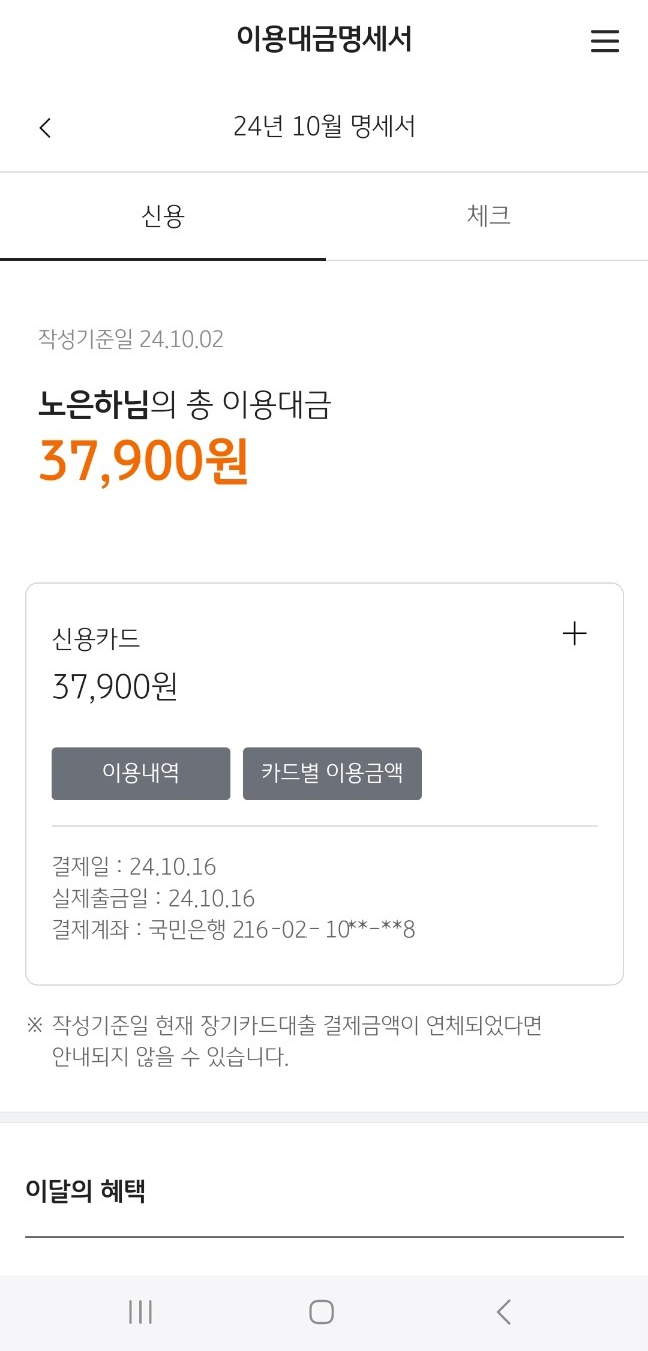 이용대금명세서
24년 10월 명세서
신용
체크
작성기준일 24.10.02
노은하님의 총 이용대금
37,900원
신용카드
37,900원
이용내역
카드별 이용금액
결제일 : 24.10.16
실제출금일 : 24.10.16
결제계좌 : 국민은행 216-02- 10**-**8
※ 작성기준일 현재 장기카드대출 결제금액이 연체되었다면
안내되지 않을 수 있습니다.
이달의 혜택